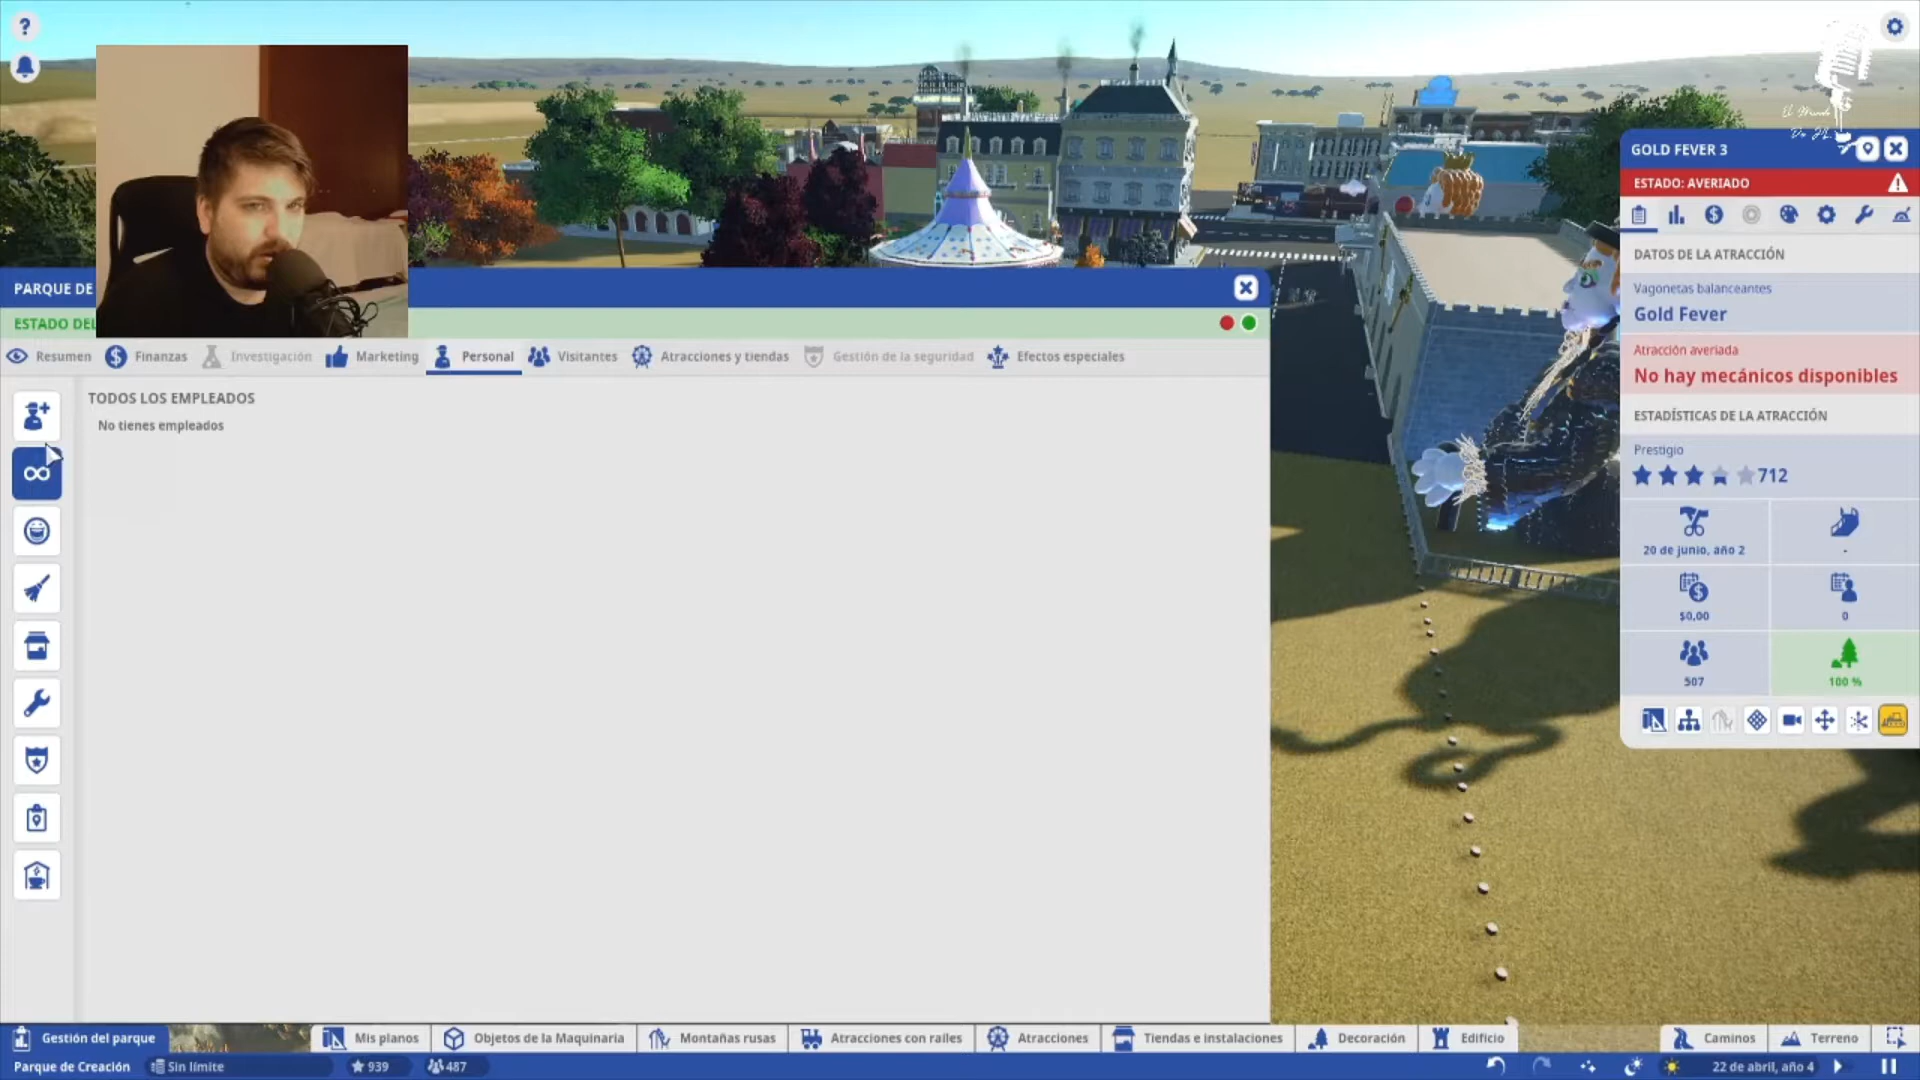 ?
El Mundo
De JL
PARQUE DE
ESTADO DEL
Resumen
Finanzas
Investigación
Marketing
Personal
Visitantes
Atracciones y tiendas
Gestión de la seguridad
Efectos especiales
TODOS LOS EMPLEADOS
No tienes empleados
GOLD FEVER 3
ESTADO: AVERIADO
DATOS DE LA ATRACCIÓN
Vagonetas balanceantes
Gold Fever
Atracción averiada
No hay mecánicos disponibles
ESTADÍSTICAS DE LA ATRACCIÓN
Prestigio
712
20 de junio, año 2
-
$0,00
0
507
100 %
Gestión del parque
Mis planos
Objetos de la Maquinaria
Montañas rusas
Atracciones con raíles
Atracciones
Tiendas e instalaciones
Decoración
Edificio
Caminos
Terreno
Parque de Creación
Sin límite
939
487
22 de abril, año 4